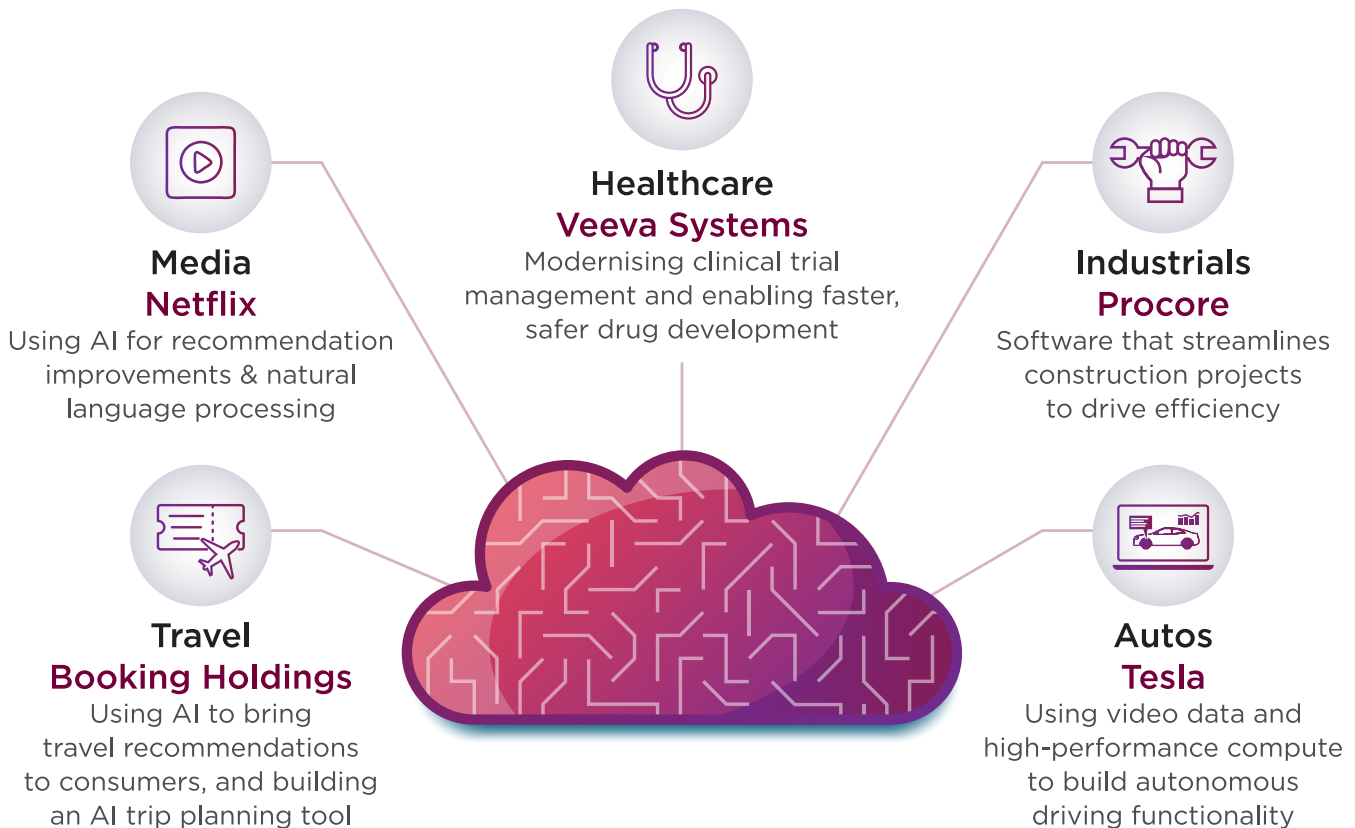 Media
Netflix
Using AI for recommendation
improvements & natural
language processing
Healthcare
Veeva Systems
Modernising clinical trial
management and enabling faster,
safer drug development
Industrials
Procore
Software that streamlines
construction projects
to drive efficiency
Travel
Booking Holdings
Using AI to bring
travel recommendations
to consumers, and building
an AI trip planning tool
Autos
Tesla
Using video data and
high-performance compute
to build autonomous
driving functionality